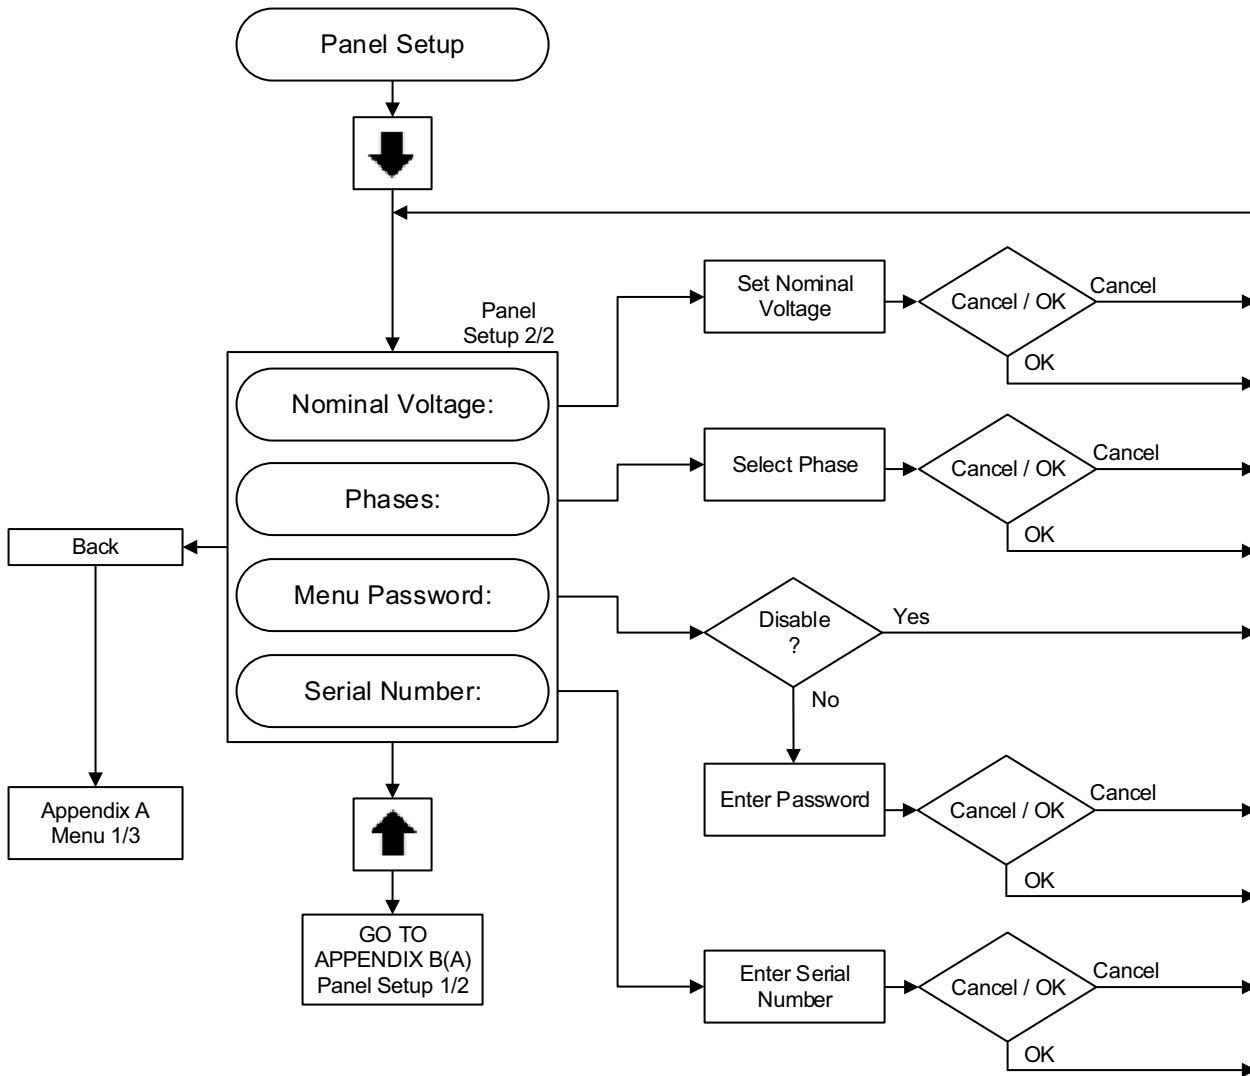 Panel Setup
Panel
Setup 2/2
Set Nominal
Voltage
Cancel / OK
Cancel
OK
Nominal Voltage:
Select Phase
Cancel / OK
Cancel
OK
Phases:
Back
Menu Password:
Disable
?
Yes
No
Serial Number:
Enter Password
Cancel / OK
Cancel
OK
Appendix A
Menu 1/3
GO TO
APPENDIX B(A)
Panel Setup 1/2
Enter Serial
Number
Cancel / OK
Cancel
OK